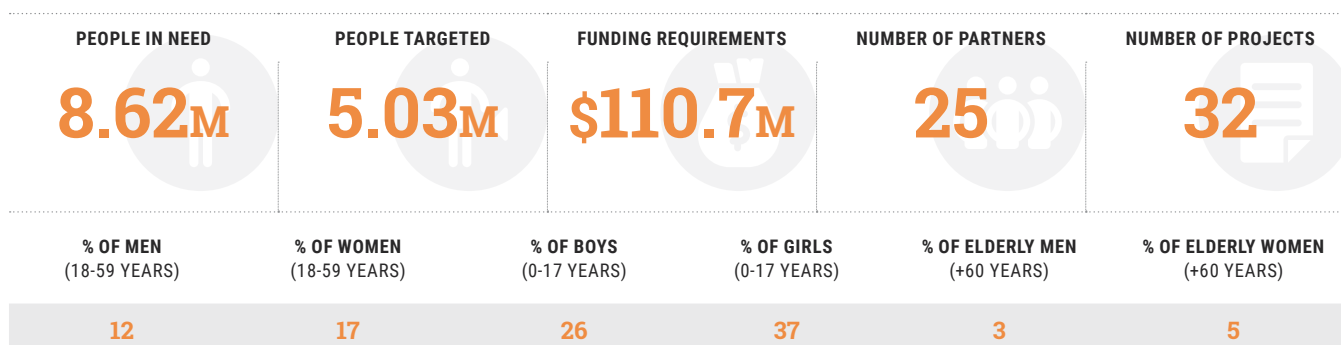 PEOPLE IN NEED
PEOPLE TARGETED
FUNDING REQUIREMENTS
NUMBER OF PARTNERS
NUMBER OF PROJECTS
8.62M
5.03M
$110.7M
25
32
% OF MEN
(18-59 YEARS)
% OF WOMEN
(18-59 YEARS)
% OF BOYS
(0-17 YEARS)
% OF GIRLS
(0-17 YEARS)
% OF ELDERLY MEN
(+60 YEARS)
% OF ELDERLY WOMEN
(+60 YEARS)
12
17
26
37
3
5